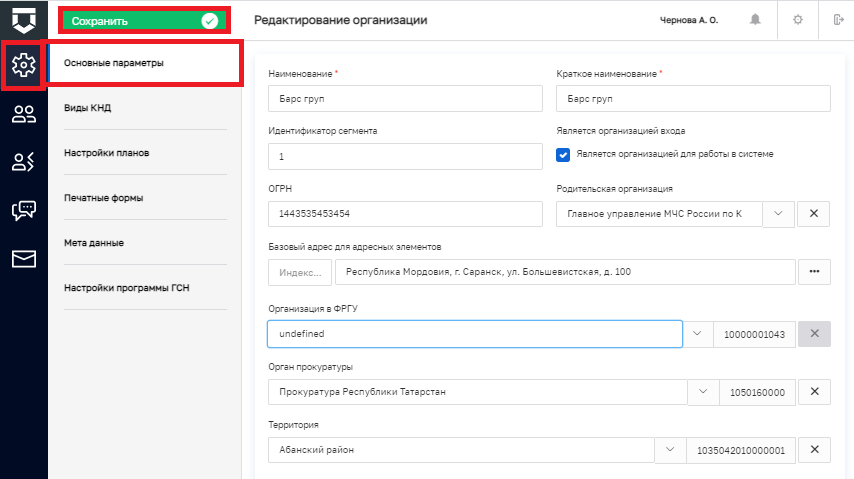 Сохранить
Редактирование организации
Чернова А. О.
Основные параметры
Виды КНД
Настройки планов
Печатные формы
Мета данные
Настройки программы ГСН
Наименование *
Краткое наименование *
Барс груп
Барс груп
Идентификатор сегмента
Является организацией входа
1
Является организацией для работы в системе
ОГРН
Родительская организация
1443535453454
Главное управление МЧС России по К
Базовый адрес для адресных элементов
Индекс...
Республика Мордовия, г. Саранск, ул. Большевистская, д. 100
Организация в ФРГУ
undefined
10000001043
Орган прокуратуры
Прокуратура Республики Татарстан
1050160000
Территория
Абанский район
1035042010000001